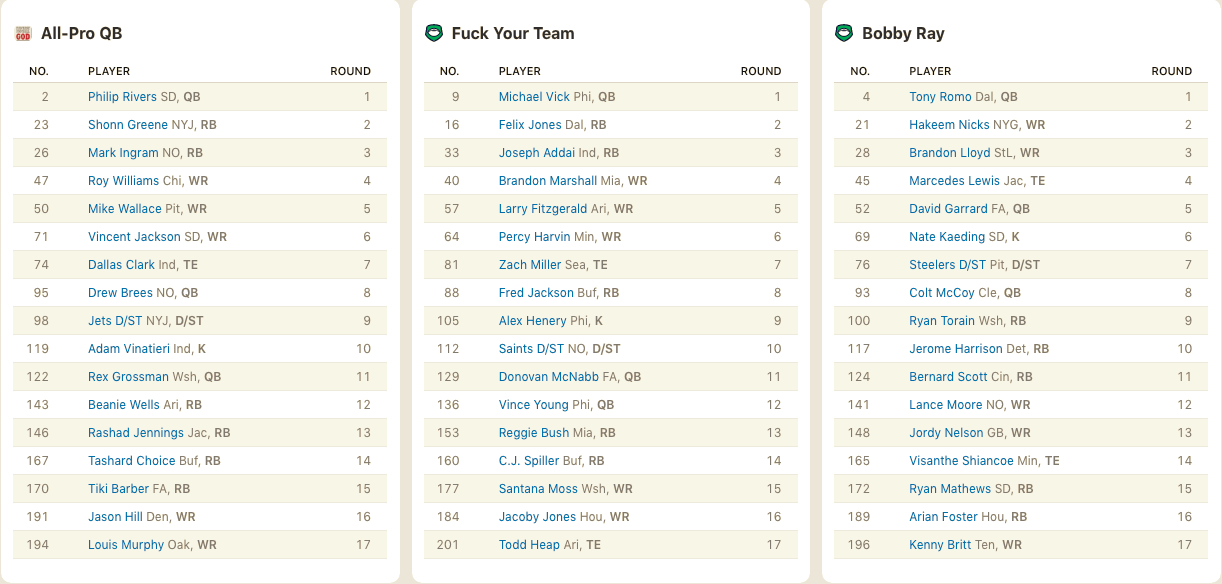 All-Pro QB
NO. PLAYER ROUND
2 Philip Rivers SD, QB 1
23 Shonn Greene NYJ, RB 2
26 Mark Ingram NO, RB 3
47 Roy Williams Chi, WR 4
50 Mike Wallace Pit, WR 5
71 Vincent Jackson SD, WR 6
74 Dallas Clark Ind, TE 7
95 Drew Brees NO, QB 8
98 Jets D/ST NYJ, D/ST 9
119 Adam Vinatieri Ind, K 10
122 Rex Grossman Wsh, QB 11
143 Beanie Wells Ari, RB 12
146 Rashad Jennings Jac, RB 13
167 Tashard Choice Buf, RB 14
170 Tiki Barber FA, RB 15
191 Jason Hill Den, WR 16
194 Louis Murphy Oak, WR 17
Fuck Your Team
NO. PLAYER ROUND
9 Michael Vick Phi, QB 1
16 Felix Jones Dal, RB 2
33 Joseph Addai Ind, RB 3
40 Brandon Marshall Mia, WR 4
57 Larry Fitzgerald Ari, WR 5
64 Percy Harvin Min, WR 6
81 Zach Miller Sea, TE 7
88 Fred Jackson Buf, RB 8
105 Alex Henery Phi, K 9
112 Saints D/ST NO, D/ST 10
129 Donovan McNabb FA, QB 11
136 Vince Young Phi, QB 12
153 Reggie Bush Mia, RB 13
160 C.J. Spiller Buf, RB 14
177 Santana Moss Wsh, WR 15
184 Jacoby Jones Hou, WR 16
201 Todd Heap Ari, TE 17
Bobby Ray
NO. PLAYER ROUND
4 Tony Romo Dal, QB 1
21 Hakeem Nicks NYG, WR 2
28 Brandon Lloyd StL, WR 3
45 Marcedes Lewis Jac, TE 4
52 David Garrard FA, QB 5
69 Nate Kaeding SD, K 6
76 Steelers D/ST Pit, D/ST 7
93 Colt McCoy Cle, QB 8
100 Ryan Torain Wsh, RB 9
117 Jerome Harrison Det, RB 10
124 Bernard Scott Cin, RB 11
141 Lance Moore NO, WR 12
148 Jordy Nelson GB, WR 13
165 Visanthe Shiancoe Min, TE 14
172 Ryan Mathews SD, RB 15
189 Arian Foster Hou, RB 16
196 Kenny Britt Ten, WR 17